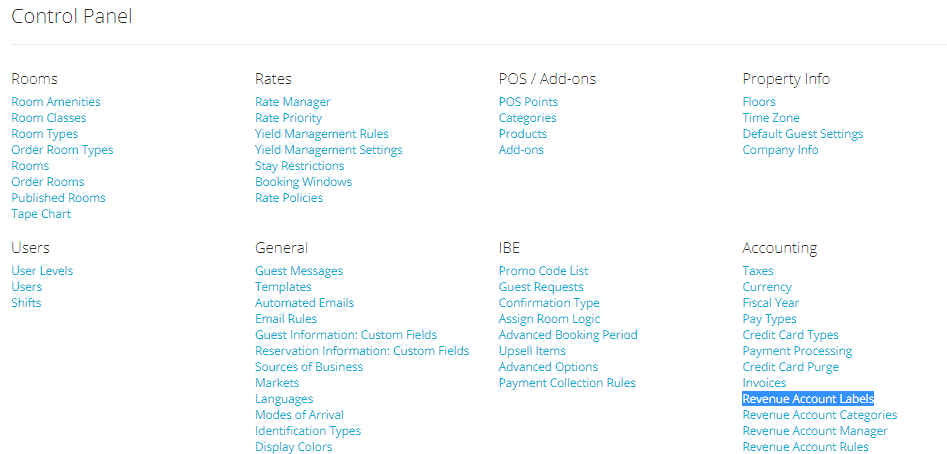 Control Panel
Rooms
Room Amenities
Room Classes
Room Types
Order Room Types
Rooms
Order Rooms
Published Rooms
Tape Chart
Rates
Rate Manager
Rate Priority
Yield Management Rules
Yield Management Settings
Stay Restrictions
Booking Windows
Rate Policies
POS / Add-ons
POS Points
Categories
Products
Add-ons
Property Info
Floors
Time Zone
Default Guest Settings
Company Info
Users
User Levels
Users
Shifts
General
Guest Messages
Templates
Automated Emails
Email Rules
Guest Information: Custom Fields
Reservation Information: Custom Fields
Sources of Business
Markets
Languages
Modes of Arrival
Identification Types
Display Colors
IBE
Promo Code List
Guest Requests
Confirmation Type
Assign Room Logic
Advanced Booking Period
Upsell Items
Advanced Options
Payment Collection Rules
Accounting
Taxes
Currency
Fiscal Year
Pay Types
Credit Card Types
Payment Processing
Credit Card Purge
Invoices
Revenue Account Labels
Revenue Account Categories
Revenue Account Manager
Revenue Account Rules